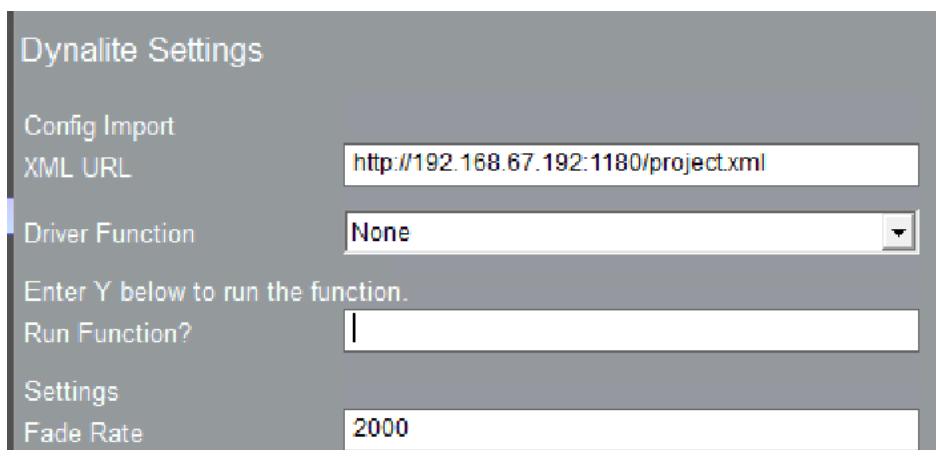 Dynalite Settings
Config Import
XML URL http://192.168.67.192:1180/project.xml
Driver Function None
Enter Y below to run the function.
Run Function?
Settings
Fade Rate 2000